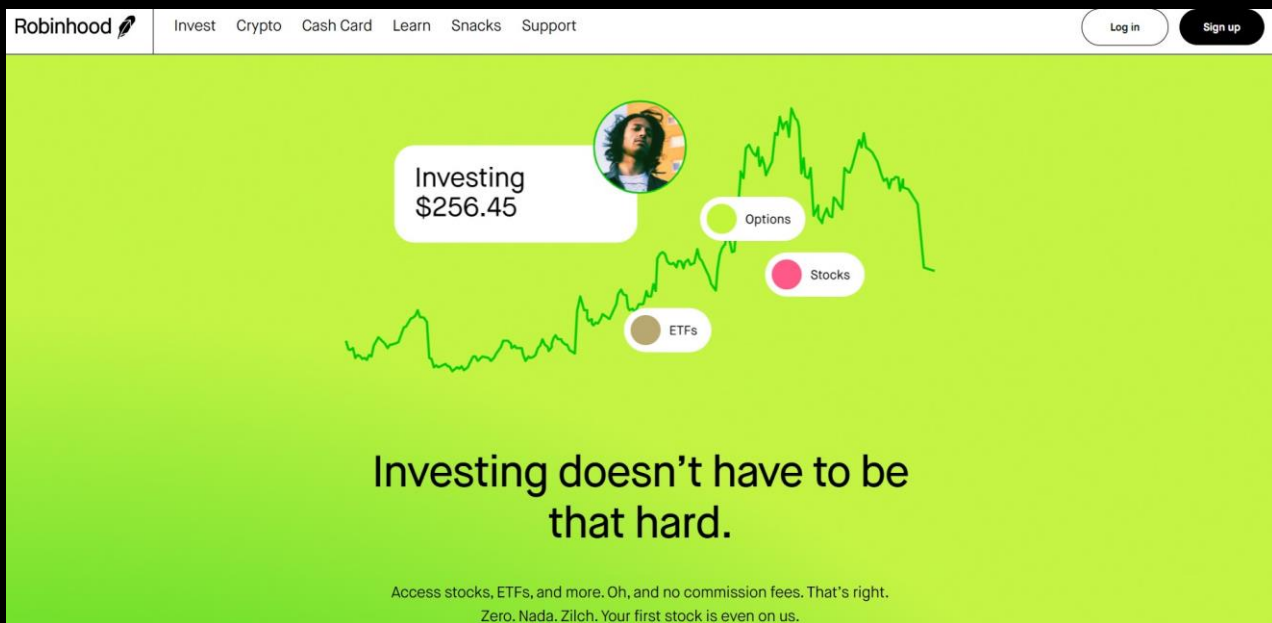 Robinhood
Invest Crypto Cash Card Learn Snacks Support
Log in
Sign up
Investing
$256.45
Options
Stocks
ETFs
Investing doesn't have to be
that hard.
Access stocks, ETFs, and more. Oh, and no commission fees. That's right.
Zero. Nada. Zilch. Your first stock is even on us.